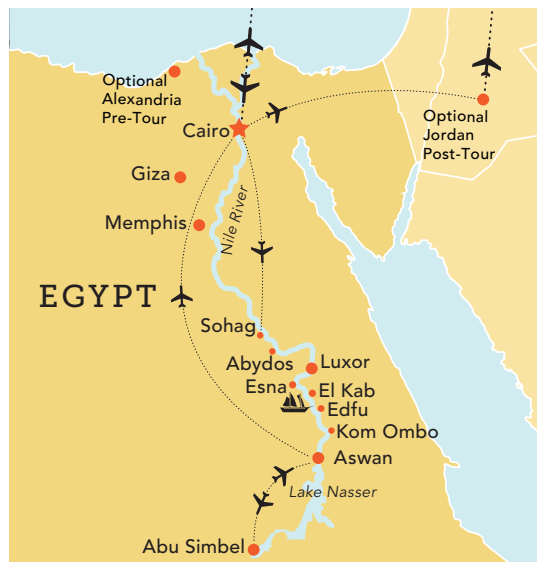 Optional
Alexandria
Pre-Tour
Optional
Jordan
Post-Tour
Cairo
Giza
Memphis
Nile River
EGYPT
Sohag
Abydos
Luxor
Esna
El Kab
Edfu
Kom Ombo
Aswan
Lake Nasser
Abu Simbel